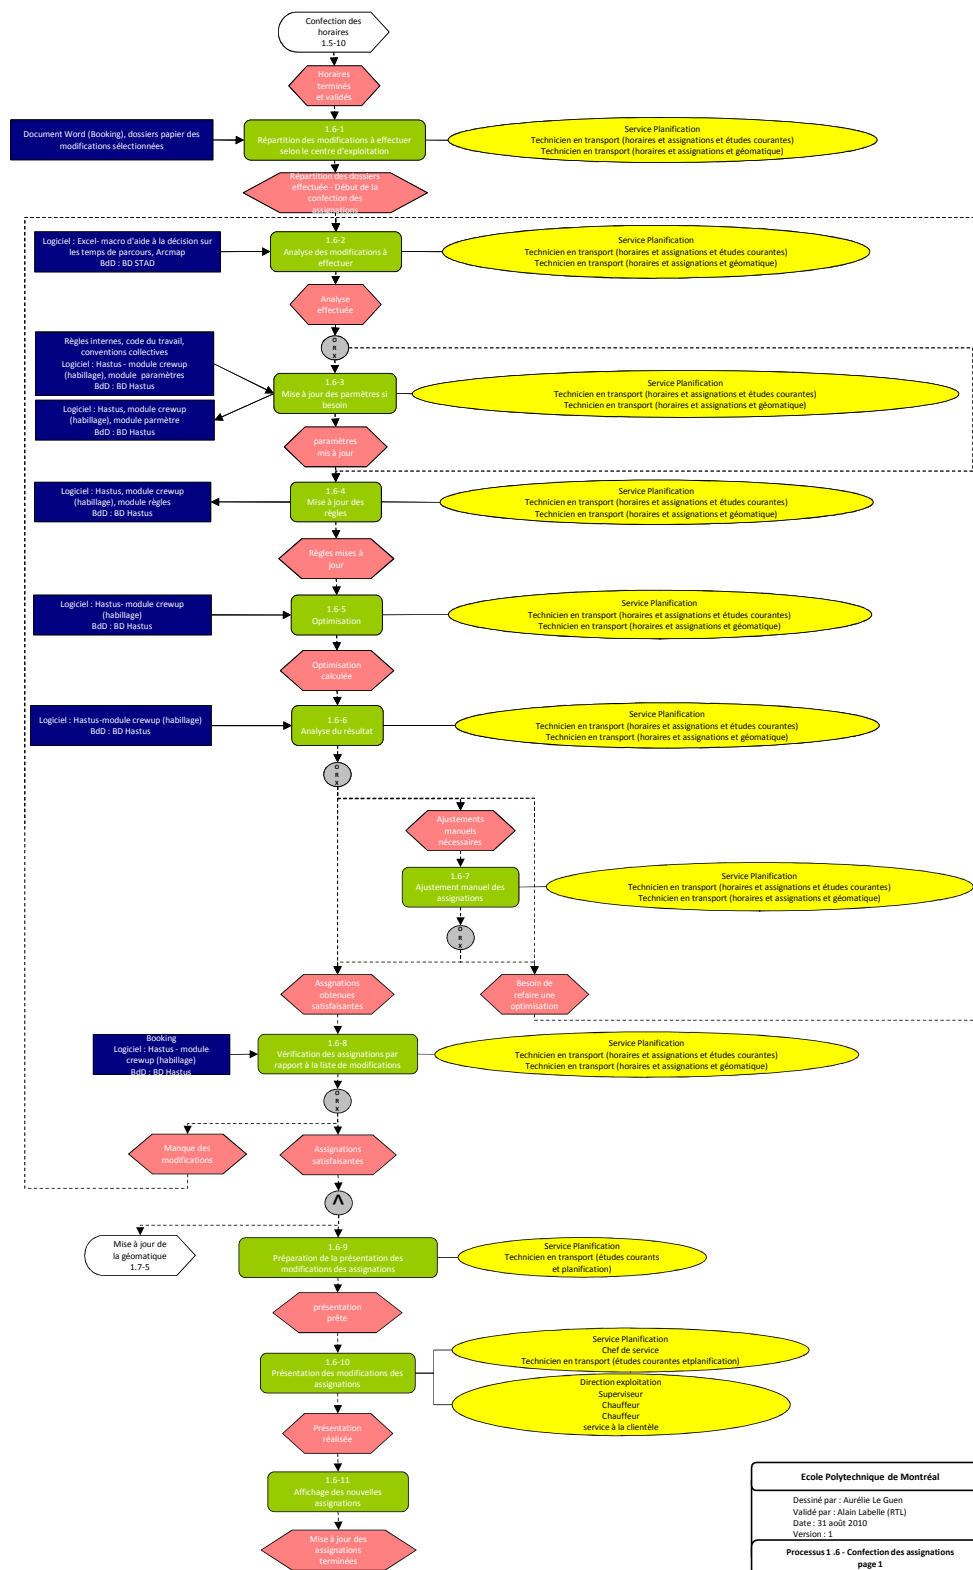 Confection des
horaires
1.5-10
Horaires
terminés
et validés
Document Word (Booking), dossiers papier des
modifications sélectionnées
1.6-1
Répartition des modifications à effectuer
selon le centre d'exploitation
Service Planification
Technicien en transport (horaires et assignations et études courantes)
Technicien en transport (horaires et assignations et géomatique)
Répartition des dossiers
effectuée - Début de la
confection des
assignations
Logiciel : Excel- macro d'aide à la décision sur
les temps de parcours, Arcmap
BdD : BD STAD
1.6-2
Analyse des modifications à
effectuer
Service Planification
Technicien en transport (horaires et assignations et études courantes)
Technicien en transport (horaires et assignations et géomatique)
Analyse
effectuée
O
R
X
Règles internes, code du travail,
conventions collectives
Logiciel : Hastus - module crewup
(habillage), module paramètres
BdD : BD Hastus
1.6-3
Mise à jour des parmètres si
besoin
Service Planification
Technicien en transport (horaires et assignations et études courantes)
Technicien en transport (horaires et assignations et géomatique)
Logiciel : Hastus, module crewup
(habillage), module parmètre
BdD : BD Hastus
paramètres
mis à jour
Logiciel : Hastus, module crewup
(habillage), module règles
BdD : BD Hastus
1.6-4
Mise à jour des
règles
Service Planification
Technicien en transport (horaires et assignations et études courantes)
Technicien en transport (horaires et assignations et géomatique)
Règles mises à
jour
Logiciel : Hastus- module crewup
(habillage)
BdD : BD Hastus
1.6-5
Optimisation
Service Planification
Technicien en transport (horaires et assignations et études courantes)
Technicien en transport (horaires et assignations et géomatique)
Optimisation
calculée
Logiciel : Hastus-module crewup (habillage)
BdD : BD Hastus
1.6-6
Analyse du résultat
Service Planification
Technicien en transport (horaires et assignations et études courantes)
Technicien en transport (horaires et assignations et géomatique)
O
R
X
Ajustements
manuels
nécessaires
1.6-7
Ajustement manuel des
assignations
Service Planification
Technicien en transport (horaires et assignations et études courantes)
Technicien en transport (horaires et assignations et géomatique)
O
R
X
Assgnations
obtenues
satisfaisantes
Besoin de
refaire une
optimisation
Booking
Logiciel : Hastus - module
crewup (habillage)
BdD : BD Hastus
1.6-8
Vérification des assignations par
rapport à la liste de modifications
Service Planification
Technicien en transport (horaires et assignations et études courantes)
Technicien en transport (horaires et assignations et géomatique)
O
R
X
Manque des
modifications
Assignations
satisfaisantes
^
Mise à jour de
la géomatique
1.7-5
1.6-9
Préparation de la présentation des
modifications des assignations
Service Planification
Technicien en transport (études courants
et planification)
présentation
prête
1.6-10
Présentation des modifications des
assignations
Service Planification
Chef de service
Technicien en transport (études courantes etplanification)
Direction exploitation
Superviseur
Chauffeur
Chauffeur
service à la clientèle
Présentation
réalisée
1.6-11
Affichage des nouvelles
assignations
Mise à jour des
assignations
terminées
Ecole Polytechnique de Montréal
Dessiné par : Aurélie Le Guen
Validé par : Alain Labelle (RTL)
Date : 31 août 2010
Version : 1
Processus 1 .6 - Confection des assignations
page 1